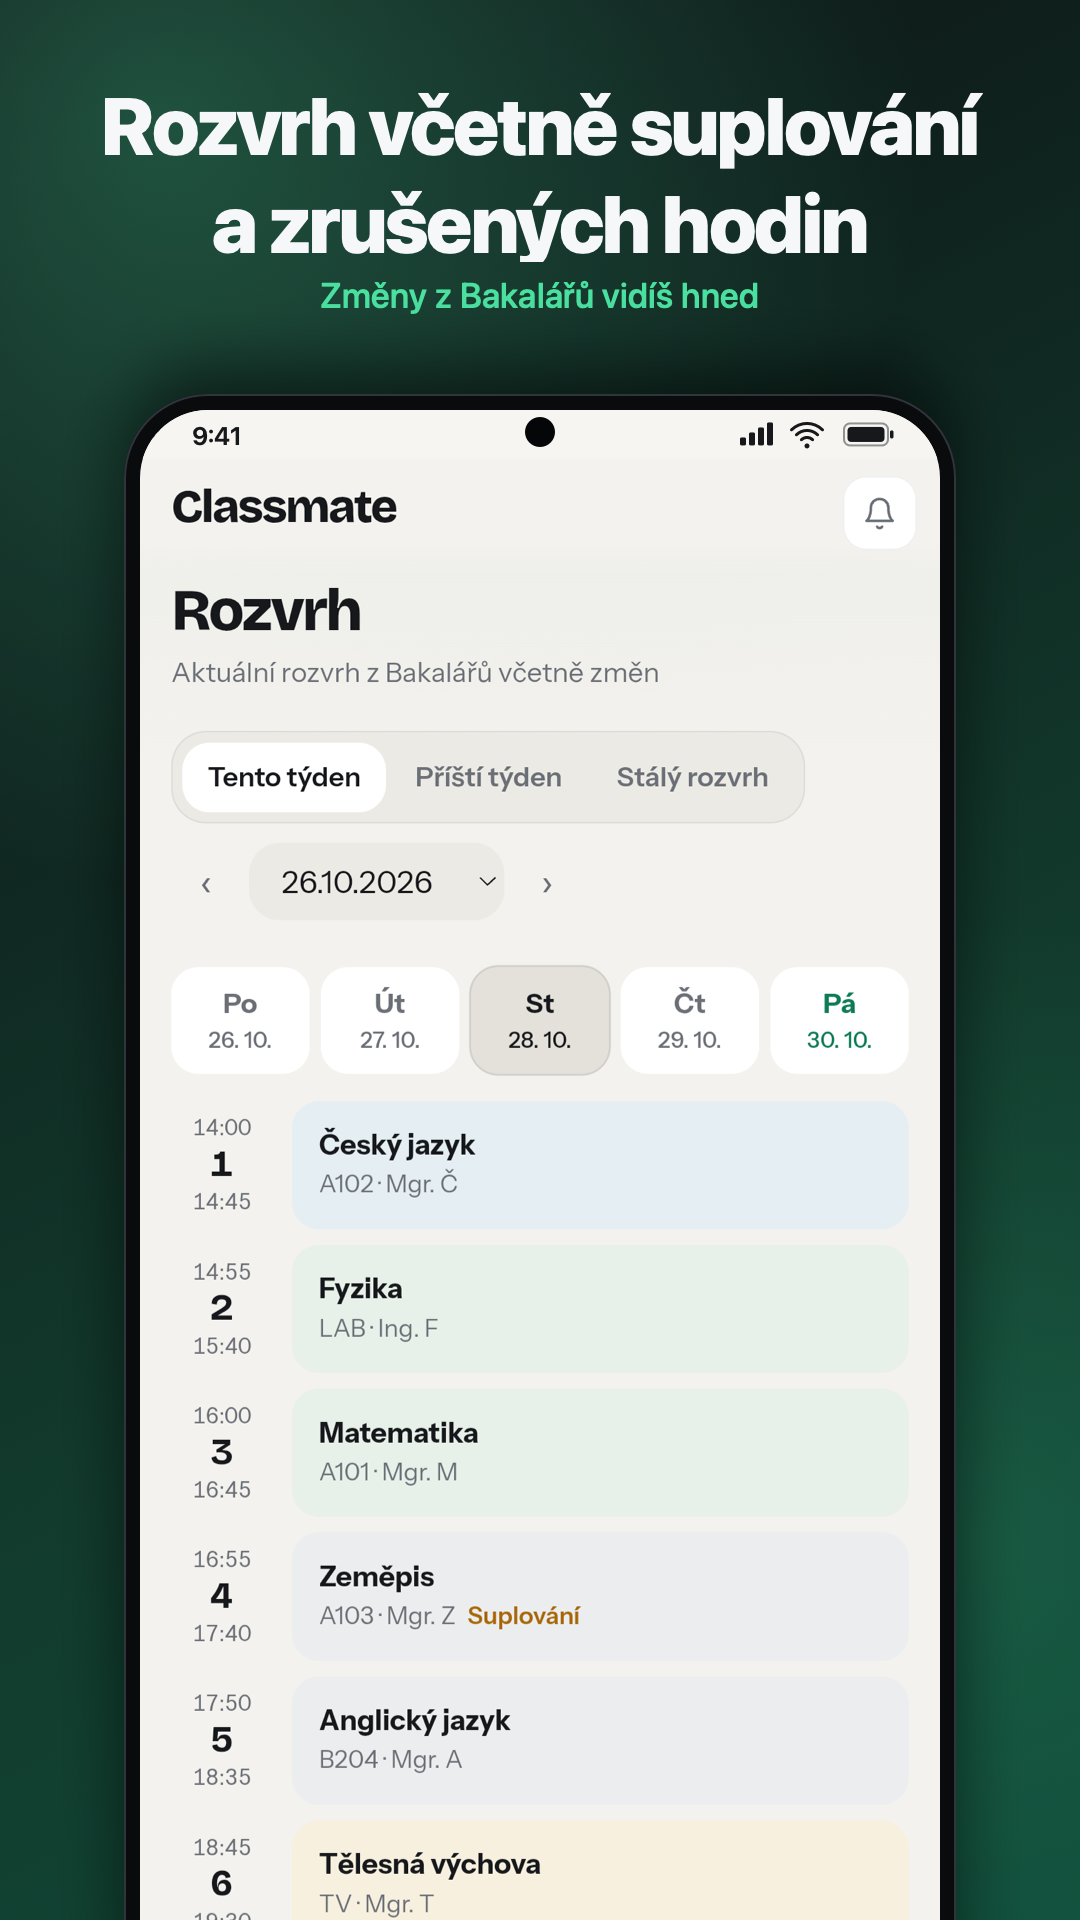 Rozvrh včetně suplování
a zrušených hodin
Změny z Bakalářů vidíš hned
9:41
Classmate
Rozvrh
Aktuální rozvrh z Bakalářů včetně změn
Tento týden Příští týden Stálý rozvrh
‹ 26.10.2026 ›
Po Út St Čt Pá
26. 10. 27. 10. 28. 10. 29. 10. 30. 10.
14:00
1
14:45
Český jazyk
A102 · Mgr. Č
14:55
2
15:40
Fyzika
LAB · Ing. F
16:00
3
16:45
Matematika
A101 · Mgr. M
16:55
4
17:40
Zeměpis
A103 · Mgr. Z Suplování
17:50
5
18:35
Anglický jazyk
B204 · Mgr. A
18:45
6
19:30
Tělesná výchova
TV · Mgr. T